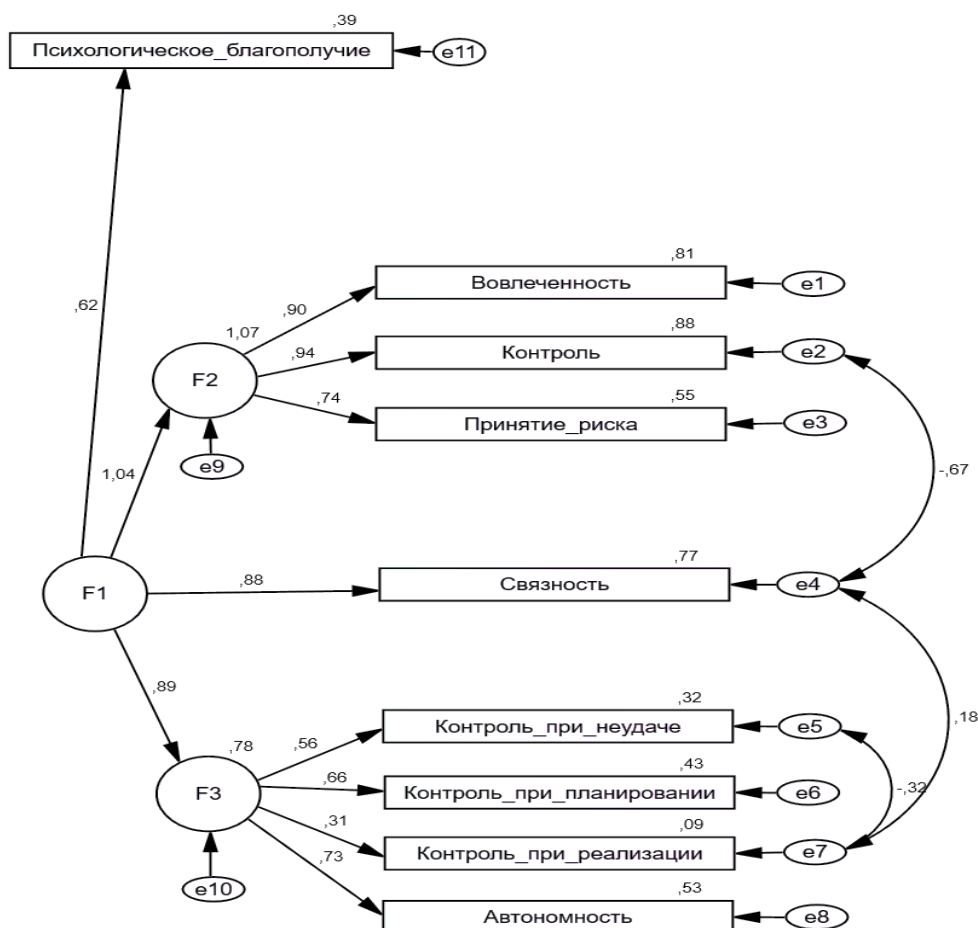 ,39
Психологическое_благополучие
e11
,62
,81
Вовлеченность
e1
,90
1,07
,88
,94
Контроль
e2
F2
,55
,74
Принятие_риска
e3
e9
-,67
1,04
,77
,88
Связность
e4
F1
,89
,32
,18
Контроль_при_неудаче
e5
,78
,56
,43
,66
F3
Контроль_при_планировании
e6
-,32
,31
,09
Контроль_при_реализации
e7
,73
e10
,53
Автономность
e8